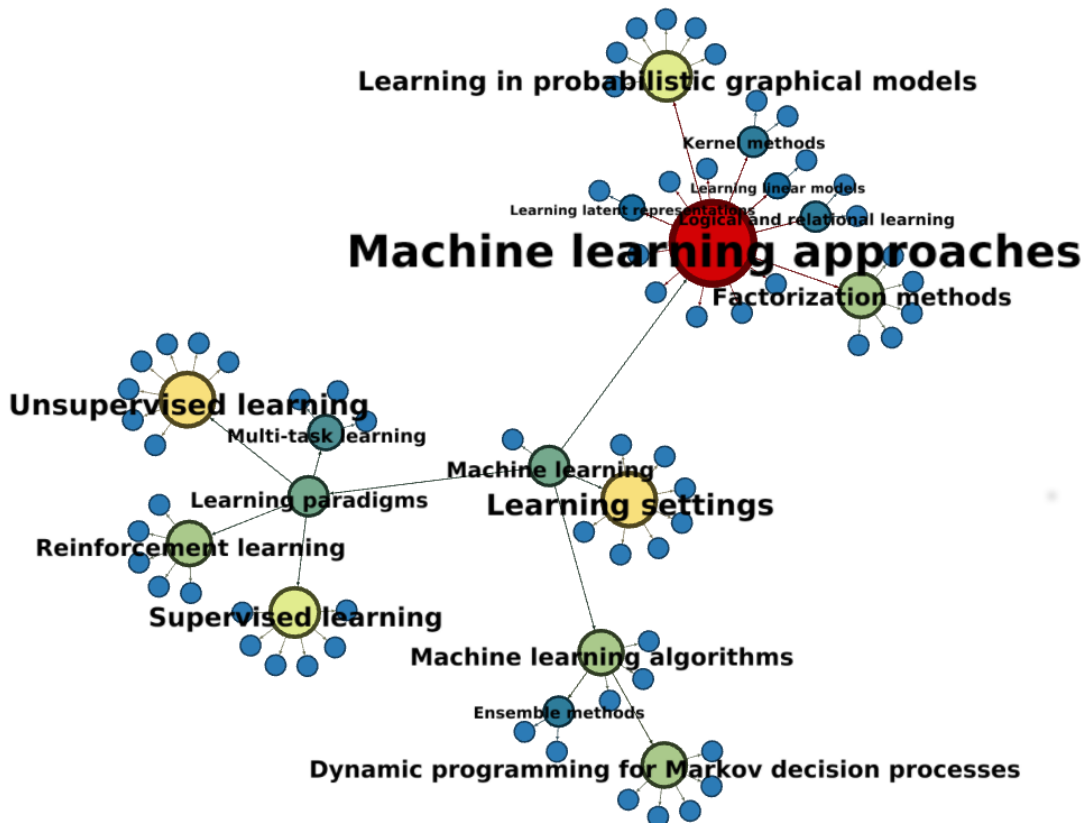 Learning in probabilistic graphical models
Kernel methods
Learning linear models
Learning latent representations
Logical and relational learning
Machine learning approaches
Factorization methods
Unsupervised learning
Multi-task learning
Machine learning
Learning paradigms
Learning settings
Reinforcement learning
Supervised learning
Machine learning algorithms
Ensemble methods
Dynamic programming for Markov decision processes